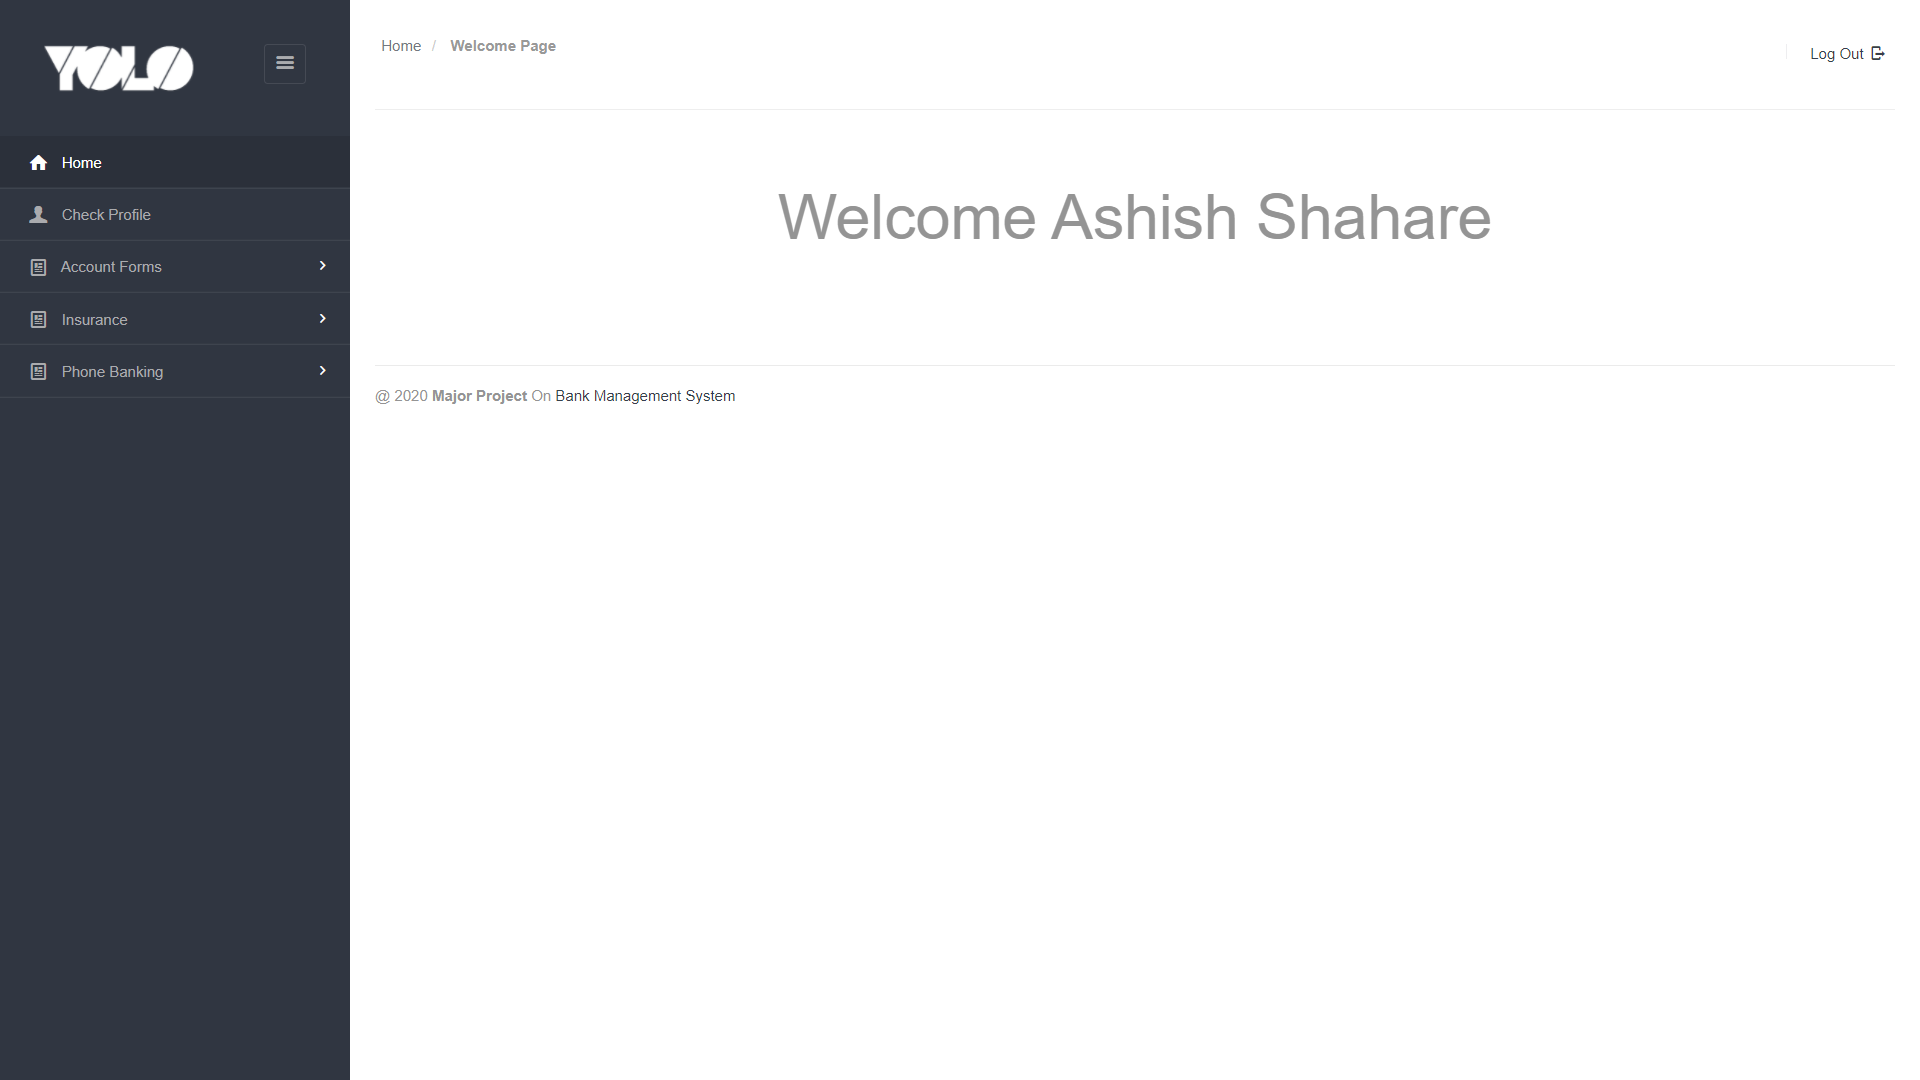 YOLO
Home
Check Profile
Account Forms
Insurance
Phone Banking
Home / Welcome Page
Log Out
Welcome Ashish Shahare
@ 2020 Major Project On Bank Management System